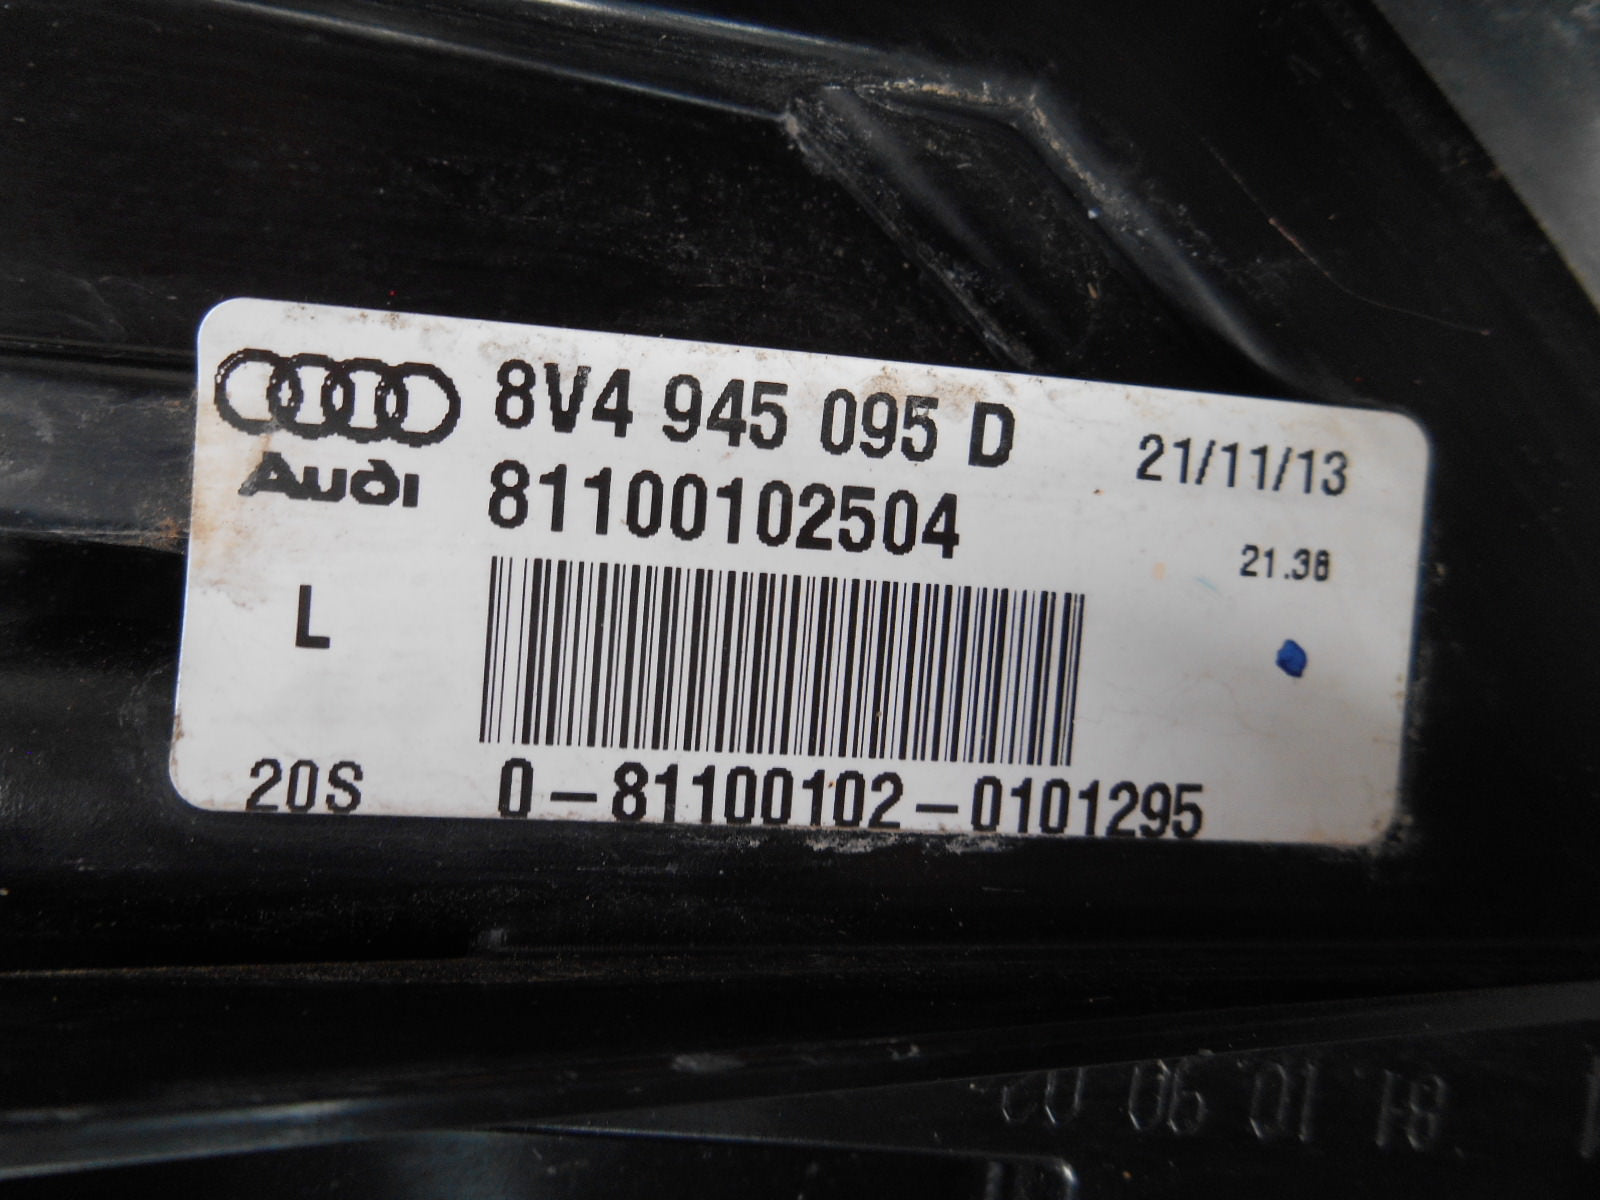 8V4 945 095 D
21/11/13
Audi
81100102504
21.38
L
20S
0-81100102-0101295